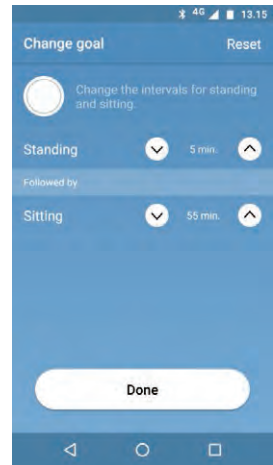 4G 13.15
Change goal Reset
Change the intervals for standing
and sitting.
Standing 5 min.
Followed by
Sitting 55 min.
Done